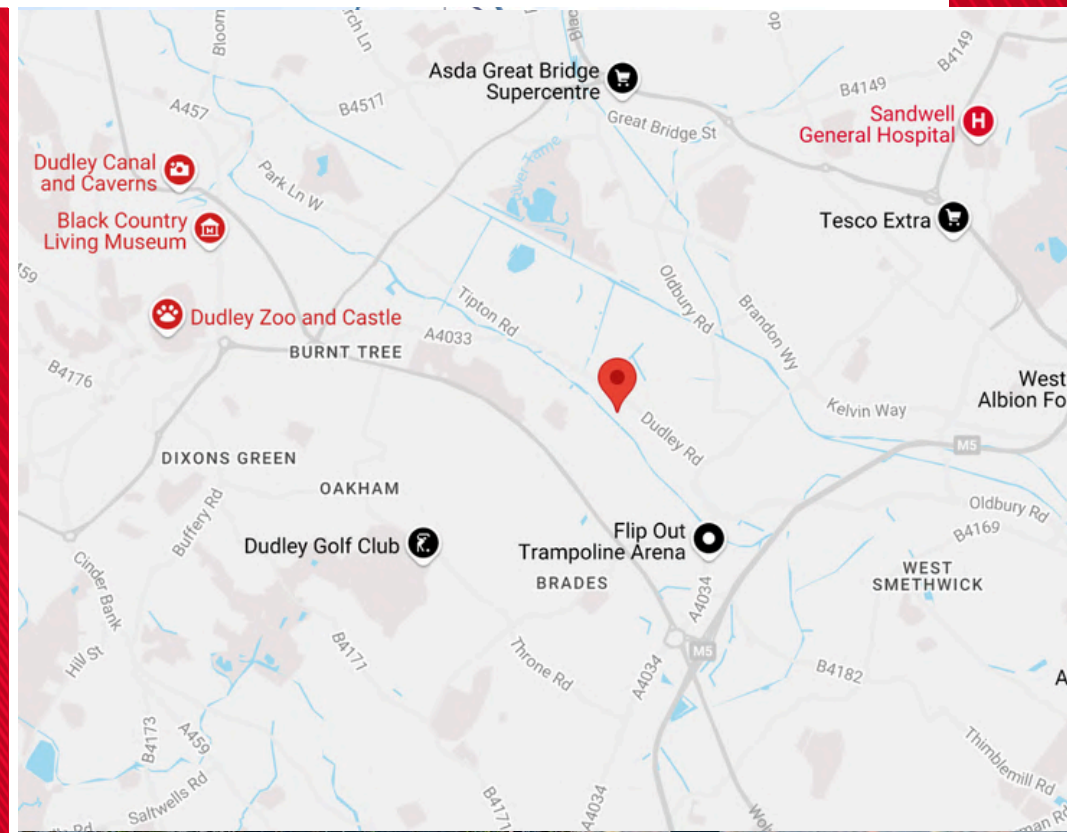 Asda Great Bridge
Supercentre
B4149
B4149
A457
B4517
Great Bridge St
Sandwell
General Hospital
H
Dudley Canal
and Caverns
Park Ln W
Black Country
Living Museum
Tesco Extra
Oldbury Rd
Brandon Wy
Tipton Rd
Dudley Zoo and Castle
A4033
BURNT TREE
B4176
West
Albion Fo
Kelvin Way
Dudley Rd
M5
DIXONS GREEN
OAKHAM
Buffery Rd
Oldbury Rd
B4169
Flip Out
Trampoline Arena
Dudley Golf Club
BRADES
WEST
SMETHWICK
Cinder Bank
A4034
Hill St
B4171
Throne Rd
M5
A4034
B4182
A
B4173
A459
Thimblemill Rd
Saltwells Rd
B4171
A4034